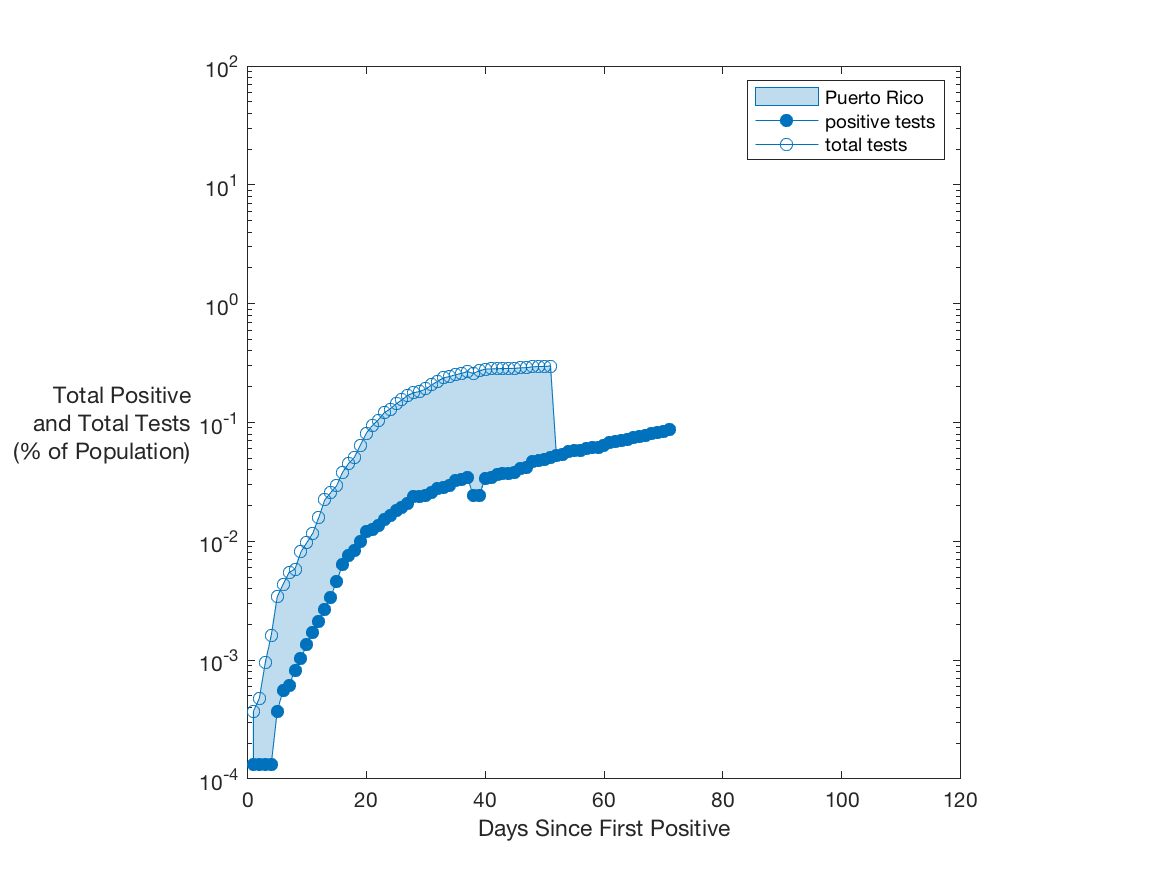 10^2
10^1
10^0
10^-1
10^-2
10^-3
10^-4
Total Positive
and Total Tests
(% of Population)
Puerto Rico
positive tests
total tests
0 20 40 60 80 100 120
Days Since First Positive